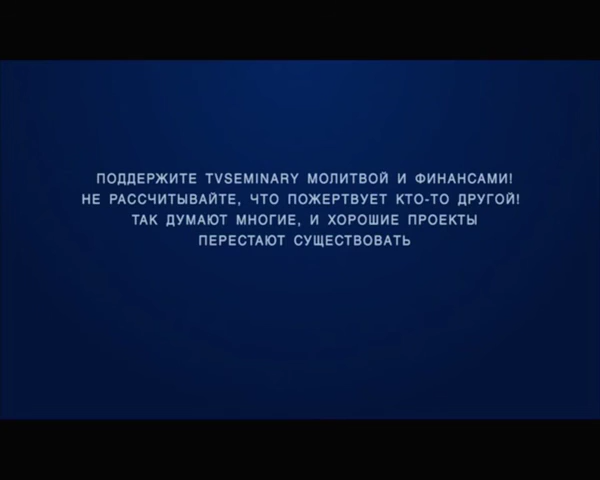 ПОДДЕРЖИТЕ TVSEMINARY МОЛИТВОЙ И ФИНАНСАМИ!
НЕ РАССЧИТЫВАЙТЕ, ЧТО ПОЖЕРТВУЕТ КТО-ТО ДРУГОЙ!
ТАК ДУМАЮТ МНОГИЕ, И ХОРОШИЕ ПРОЕКТЫ
ПЕРЕСТАЮТ СУЩЕСТВОВАТЬ